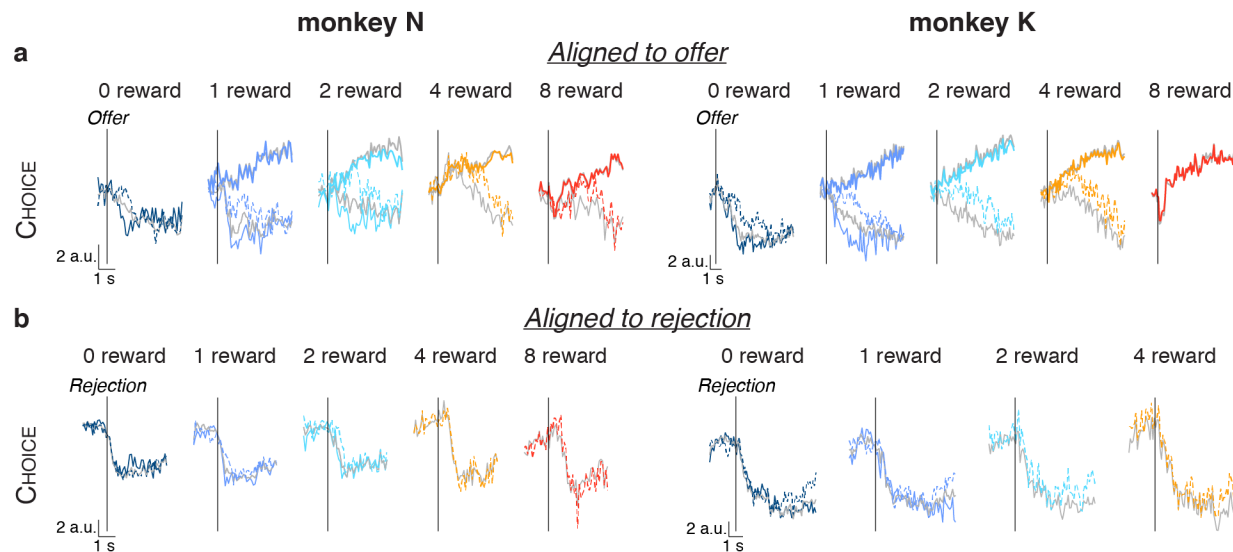 monkey N monkey K
a Aligned to offer
0 reward 1 reward 2 reward 4 reward 8 reward 0 reward 1 reward 2 reward 4 reward 8 reward
Offer Offer
CHOICE
2 a.u. 2 a.u.
1 s 1 s
b Aligned to rejection
0 reward 1 reward 2 reward 4 reward 8 reward 0 reward 1 reward 2 reward 4 reward
Rejection Rejection
CHOICE
2 a.u. 2 a.u.
1 s 1 s